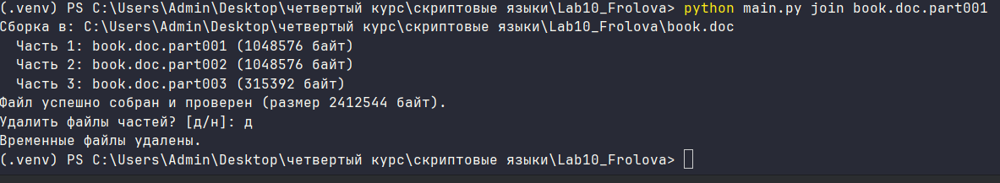 (.venv) PS C:\Users\Admin\Desktop\четвертый курс\скриптовые языки\Lab10_Frolova> python main.py join book.doc.part001
Сборка в: C:\Users\Admin\Desktop\четвертый курс\скриптовые языки\Lab10_Frolova\book.doc
  Часть 1: book.doc.part001 (1048576 байт)
  Часть 2: book.doc.part002 (1048576 байт)
  Часть 3: book.doc.part003 (315392 байт)
Файл успешно собран и проверен (размер 2412544 байт).
Удалить файлы частей? [д/н]: д
Временные файлы удалены.
(.venv) PS C:\Users\Admin\Desktop\четвертый курс\скриптовые языки\Lab10_Frolova>